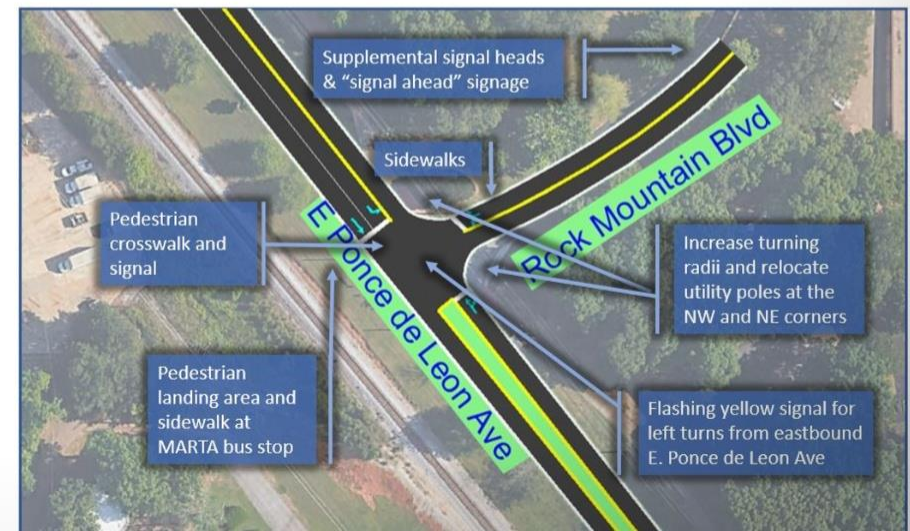 Supplemental signal heads
& “signal ahead” signage
Sidewalks
Rock Mountain Blvd
Pedestrian
crosswalk and
signal
E Ponce de Leon Ave
Increase turning
radii and relocate
utility poles at the
NW and NE corners
Pedestrian
landing area and
sidewalk at
MARTA bus stop
Flashing yellow signal for
left turns from eastbound
E. Ponce de Leon Ave